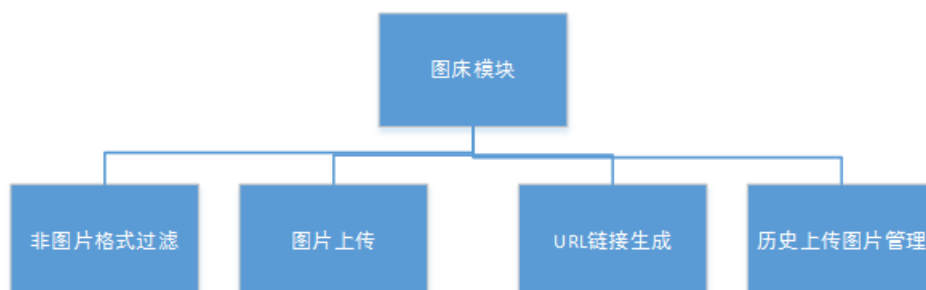 图床模块
非图片格式过滤
图片上传
URL链接生成
历史上传图片管理